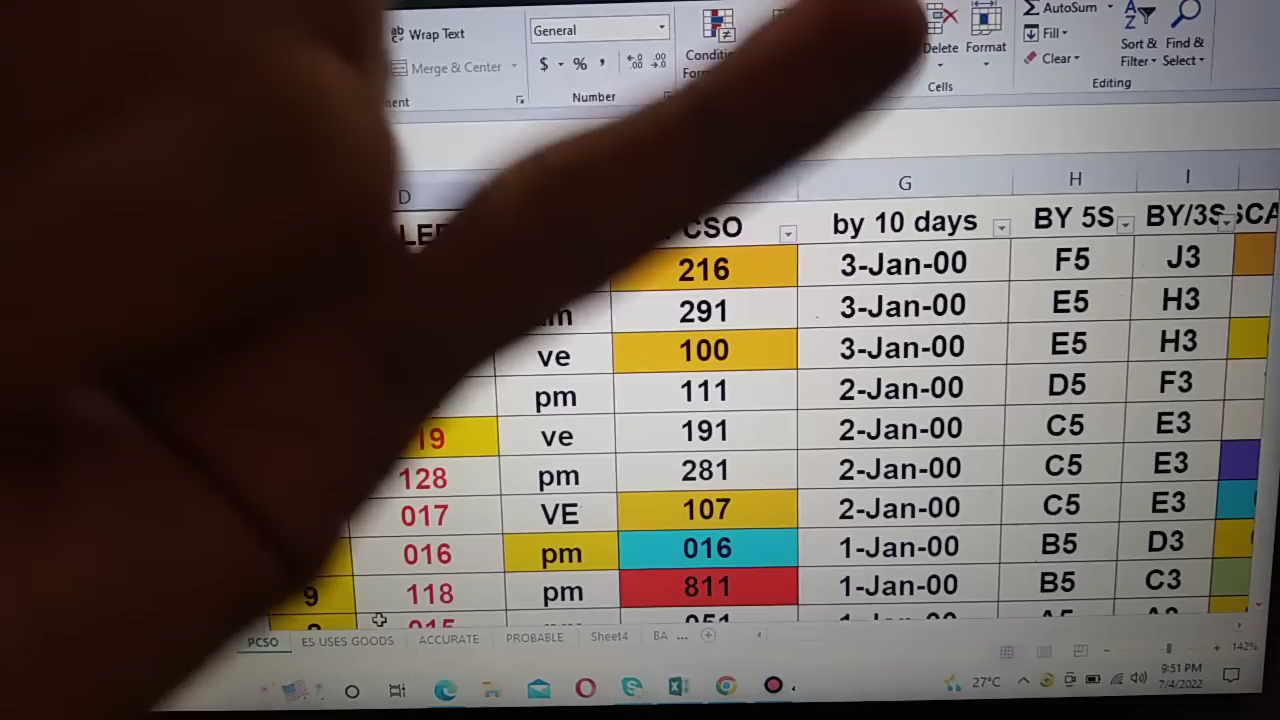 Wrap Text
General
Delete
Format
AutoSum
Fill
Clear
Sort &
Filter
Find &
Select
Merge & Center
$ % ,
Number
Cells
Editing
D G H I
CSO by 10 days BY 5S BY/3S
216 3-Jan-00 F5 J3
291 3-Jan-00 E5 H3
ve 100 3-Jan-00 E5 H3
pm 111 2-Jan-00 D5 F3
19 ve 191 2-Jan-00 C5 E3
128 pm 281 2-Jan-00 C5 E3
017 VE 107 2-Jan-00 C5 E3
016 pm 016 1-Jan-00 B5 D3
9 118 pm 811 1-Jan-00 B5 C3
PCSO ES USES GOODS ACCURATE PROBABLE Sheet4 BA ...
142%
27°C
9:51 PM
7/4/2022